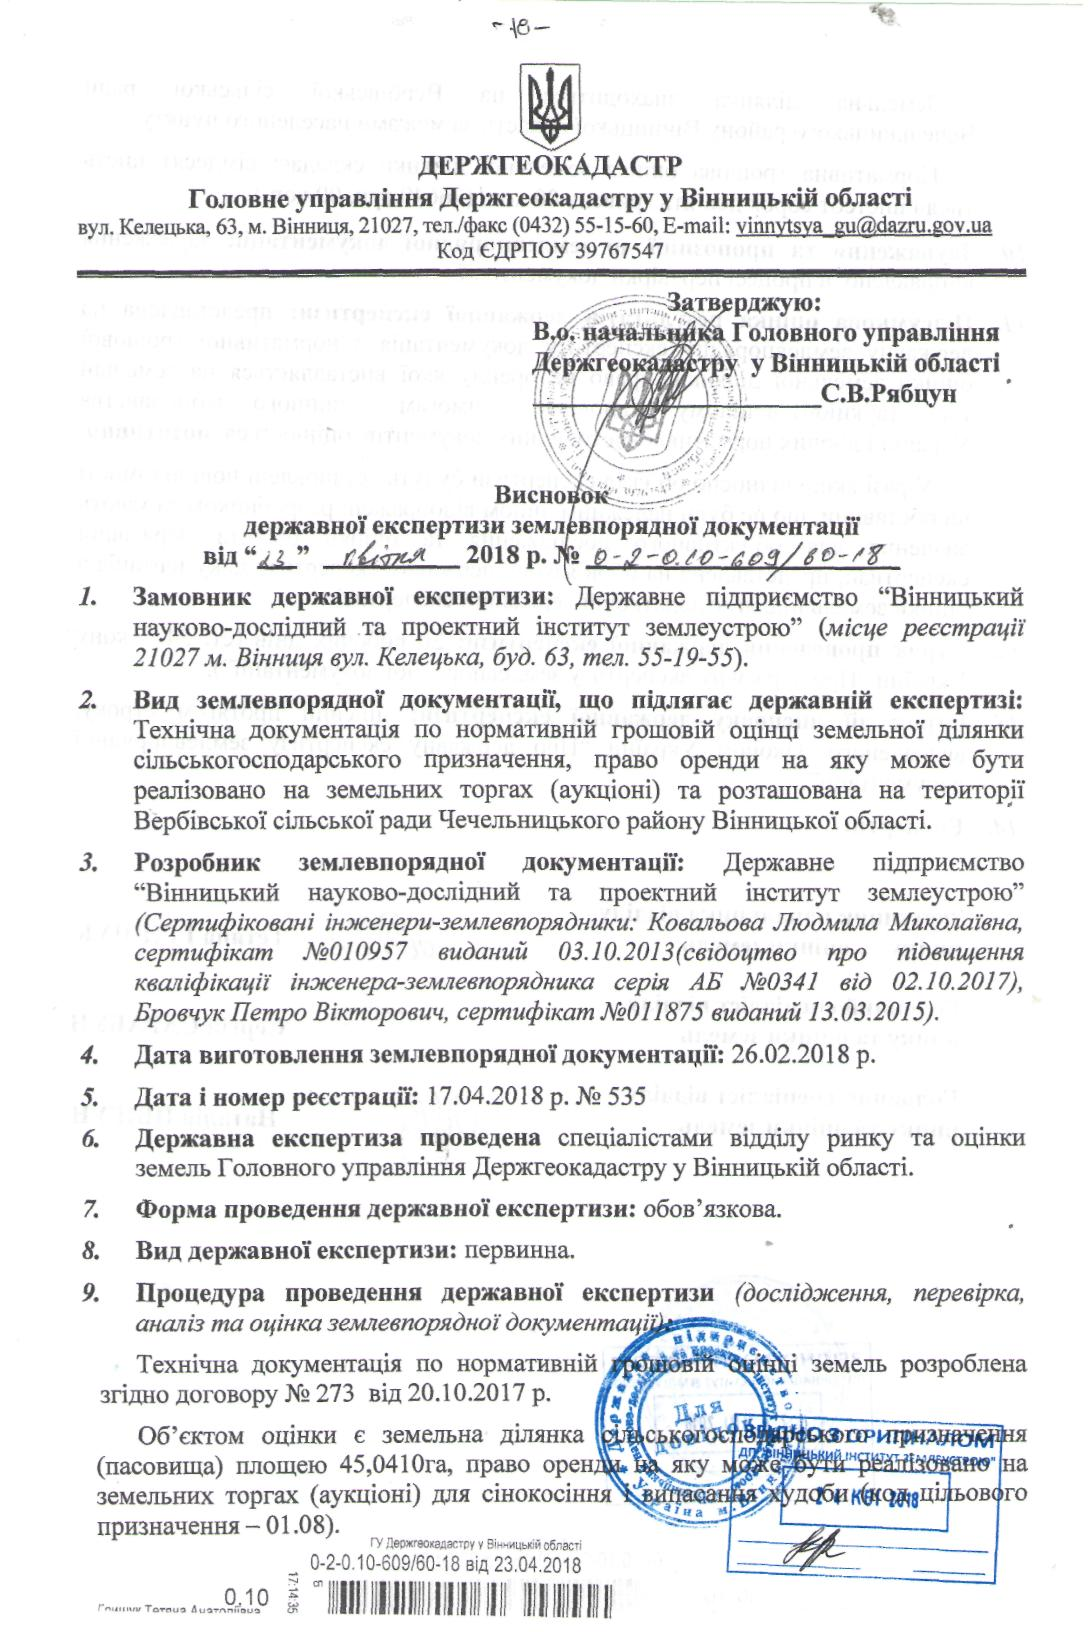 - 18 -
ДЕРЖГЕОКАДАСТР
Головне управління Держгеокадастру у Вінницькій області
вул. Келецька, 63, м. Вінниця, 21027, тел./факс (0432) 55-15-60, E-mail: vinnytsya_gu@dazru.gov.ua
Код ЄДРПОУ 39767547
Затверджую:
В.о. начальника Головного управління
Держгеокадастру у Вінницькій області
С.В.Рябцун
Висновок
державної експертизи землевпорядної документації
від “23 ” квітня 2018 р. № 0-2-0.10-609/60-18
1. Замовник державної експертизи: Державне підприємство “Вінницький
науково-дослідний та проектний інститут землеустрою” (місце реєстрації
21027 м. Вінниця вул. Келецька, буд. 63, тел. 55-19-55).
2. Вид землевпорядної документації, що підлягає державній експертизі:
Технічна документація по нормативній грошовій оцінці земельної ділянки
сільськогосподарського призначення, право оренди на яку може бути
реалізовано на земельних торгах (аукціоні) та розташована на території
Вербівської сільської ради Чечельницького району Вінницької області.
3. Розробник землевпорядної документації: Державне підприємство
“Вінницький науково-дослідний та проектний інститут землеустрою”
(Сертифіковані інженери-землевпорядники: Ковальова Людмила Миколаївна,
сертифікат №010957 виданий 03.10.2013(свідоцтво про підвищення
кваліфікації інженера-землевпорядника серія АБ №0341 від 02.10.2017),
Бровчук Петро Вікторович, сертифікат №011875 виданий 13.03.2015).
4. Дата виготовлення землевпорядної документації: 26.02.2018 р.
5. Дата і номер реєстрації: 17.04.2018 р. № 535
6. Державна експертиза проведена спеціалістами відділу ринку та оцінки
земель Головного управління Держгеокадастру у Вінницькій області.
7. Форма проведення державної експертизи: обов’язкова.
8. Вид державної експертизи: первинна.
9. Процедура проведення державної експертизи (дослідження, перевірка,
аналіз та оцінка землевпорядної документації):
Технічна документація по нормативній грошовій оцінці земель розроблена
згідно договору № 273 від 20.10.2017 р.
Об’єктом оцінки є земельна ділянка сільськогосподарського призначення
(пасовища) площею 45,0410га, право оренди на яку може бути реалізовано на
земельних торгах (аукціоні) для сінокосіння і випасання худоби (код цільового
призначення – 01.08).
Для
довідок
ЗГІДНО З ОРИГІНАЛОМ
ДП "ВІННИЦЬКИЙ ІНСТИТУТ ЗЕМЛЕУСТРОЮ"
2018
ГУ Держгеокадастру у Вінницькій області
0-2-0.10-609/60-18 від 23.04.2018
17:14:35
0.10